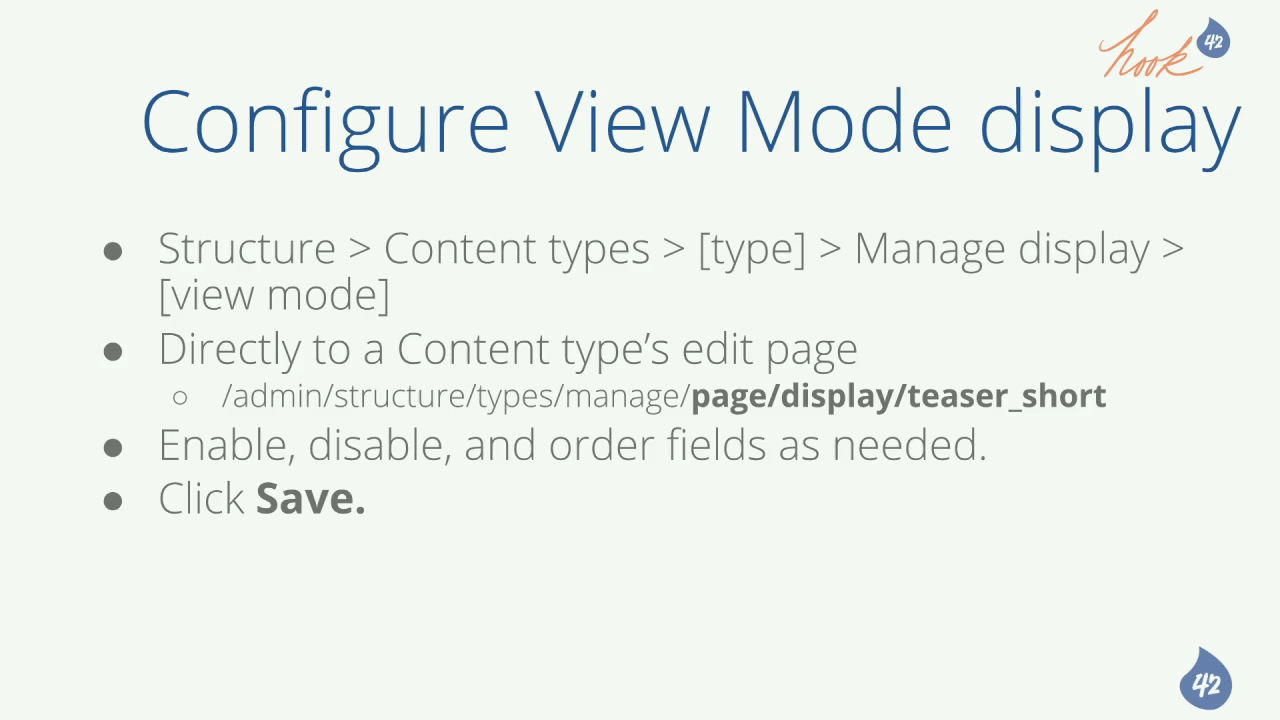 hook 42
Configure View Mode display
● Structure > Content types > [type] > Manage display >
[view mode]
● Directly to a Content type’s edit page
○ /admin/structure/types/manage/page/display/teaser_short
● Enable, disable, and order fields as needed.
● Click Save.
42